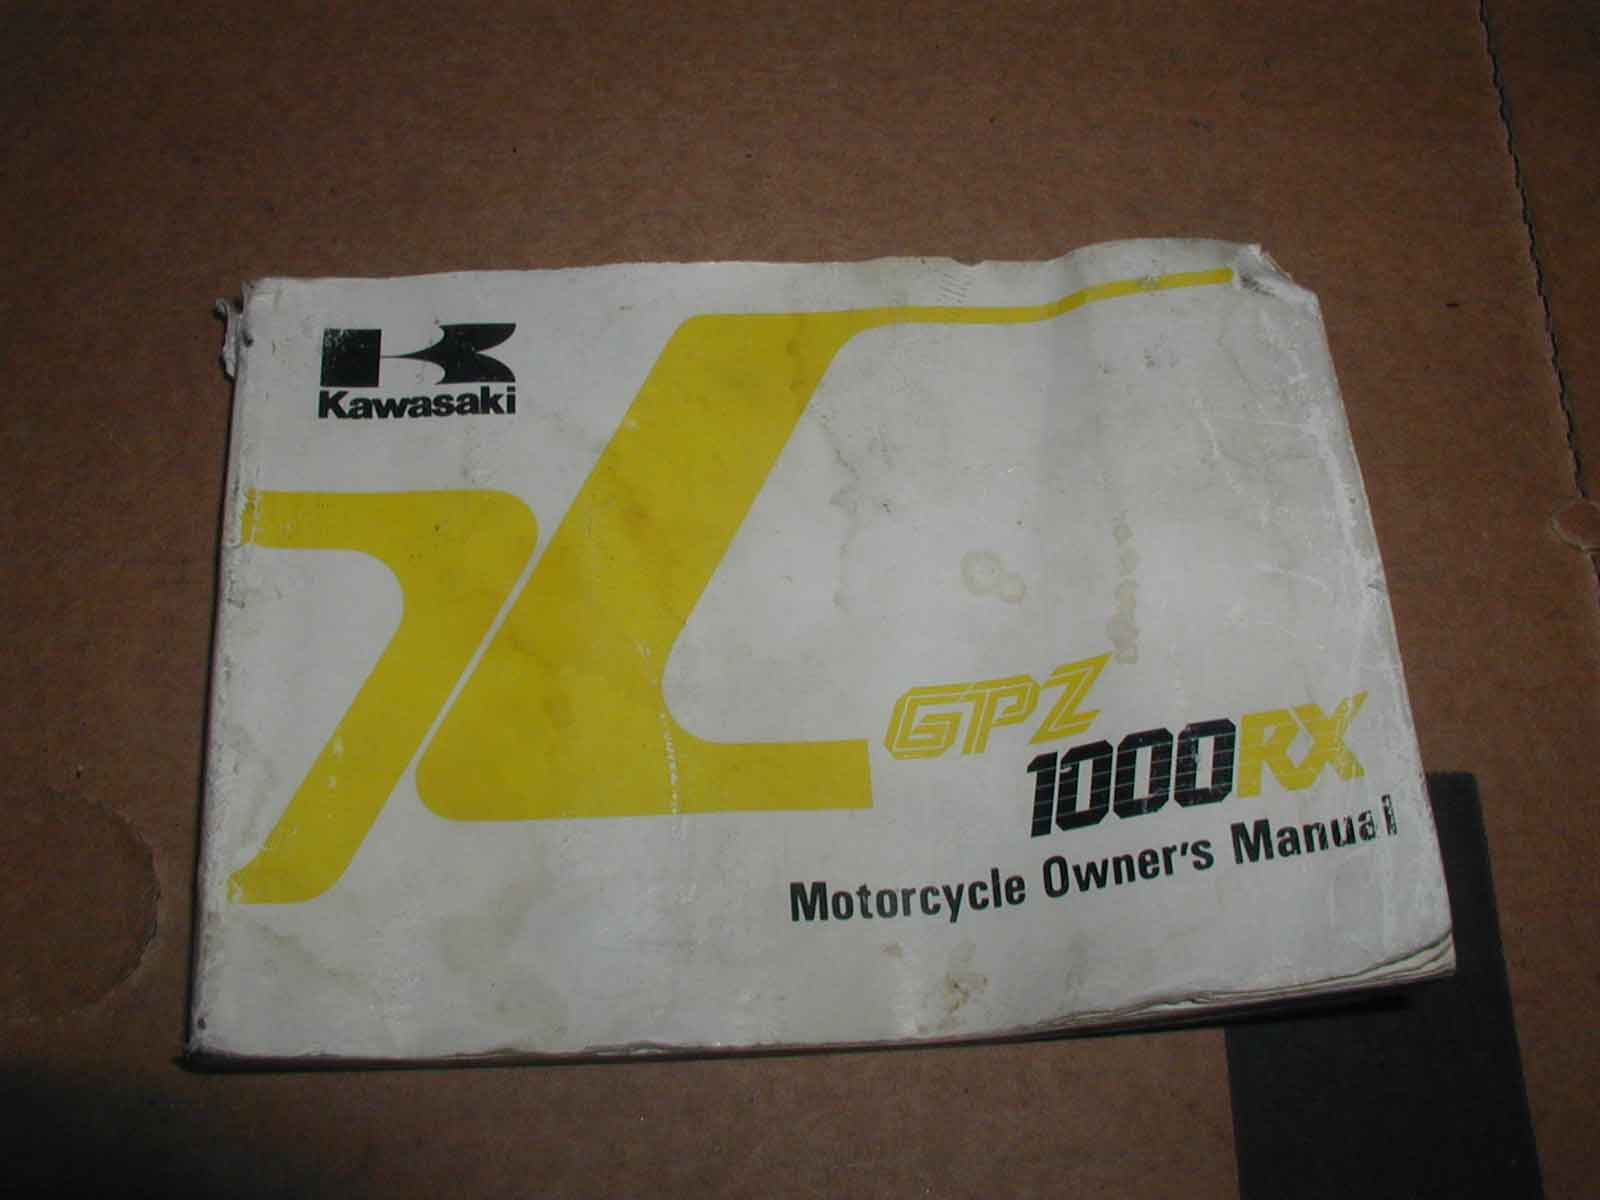 Kawasaki
GPZ
1000RX
Motorcycle Owner's Manual